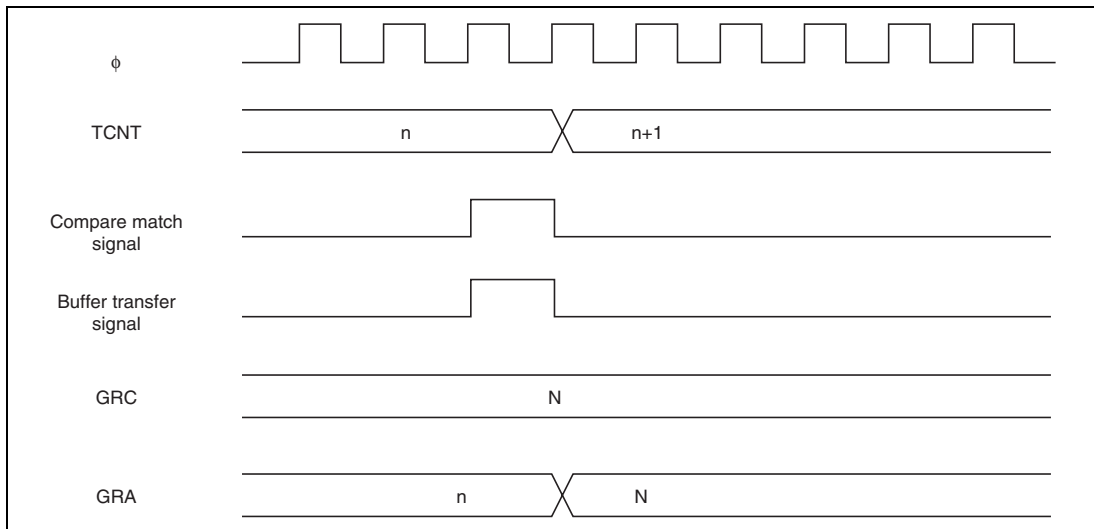 ϕ
TCNT
n
n+1
Compare match
signal
Buffer transfer
signal
GRC
N
GRA
n
N